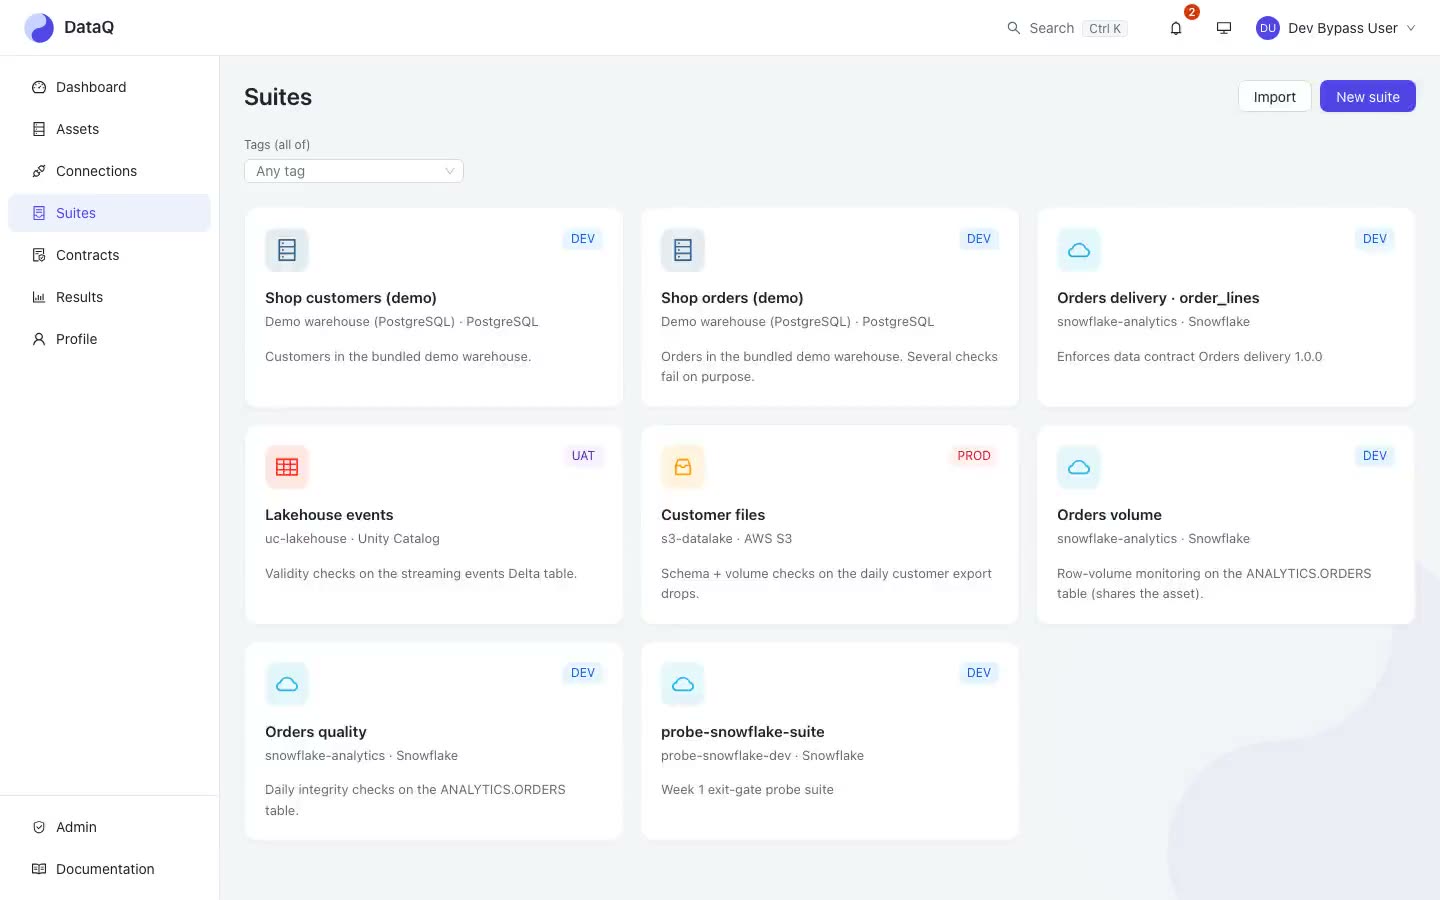 DataQ
Search Ctrl K
2
DU Dev Bypass User
Dashboard
Assets
Connections
Suites
Contracts
Results
Profile
Admin
Documentation
Suites
Import
New suite
Tags (all of)
Any tag
DEV
Shop customers (demo)
Demo warehouse (PostgreSQL) · PostgreSQL
Customers in the bundled demo warehouse.
DEV
Shop orders (demo)
Demo warehouse (PostgreSQL) · PostgreSQL
Orders in the bundled demo warehouse. Several checks
fail on purpose.
DEV
Orders delivery · order_lines
snowflake-analytics · Snowflake
Enforces data contract Orders delivery 1.0.0
UAT
Lakehouse events
uc-lakehouse · Unity Catalog
Validity checks on the streaming events Delta table.
PROD
Customer files
s3-datalake · AWS S3
Schema + volume checks on the daily customer export
drops.
DEV
Orders volume
snowflake-analytics · Snowflake
Row-volume monitoring on the ANALYTICS.ORDERS
table (shares the asset).
DEV
Orders quality
snowflake-analytics · Snowflake
Daily integrity checks on the ANALYTICS.ORDERS
table.
DEV
probe-snowflake-suite
probe-snowflake-dev · Snowflake
Week 1 exit-gate probe suite